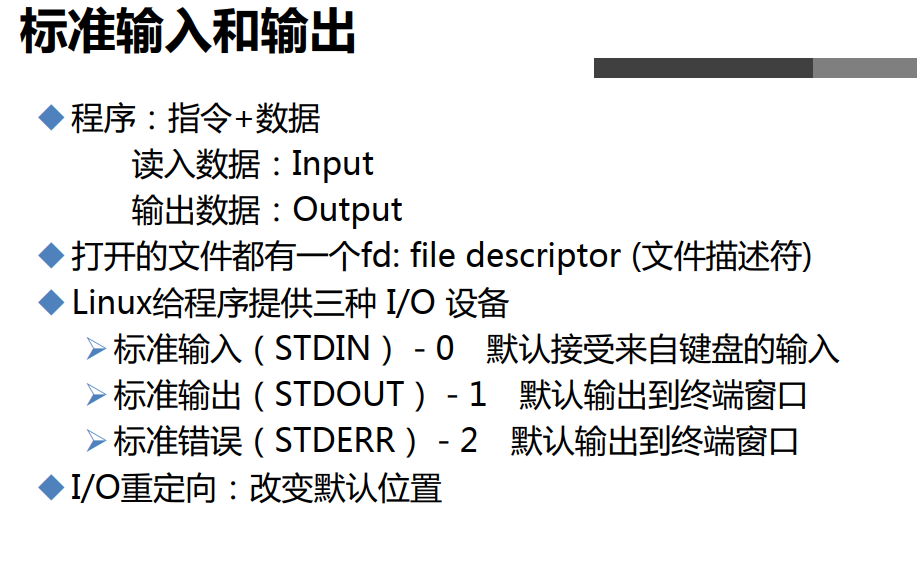 标准输入和输出
程序：指令+数据
读入数据：Input
输出数据：Output
打开的文件都有一个fd: file descriptor (文件描述符)
Linux给程序提供三种 I/O 设备
标准输入（STDIN）－0 默认接受来自键盘的输入
标准输出（STDOUT）－1 默认输出到终端窗口
标准错误（STDERR）－2 默认输出到终端窗口
I/O重定向：改变默认位置